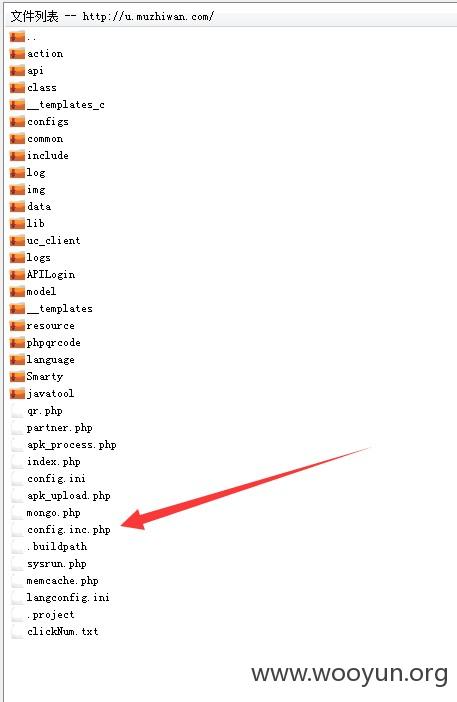 文件列表 -- http://u.muzhiwan.com/
..
action
api
class
__templates_c
configs
common
include
log
img
data
lib
uc_client
logs
APILogin
model
__templates
resource
phpqrcode
language
Smarty
javatool
qr.php
partner.php
apk_process.php
index.php
config.ini
apk_upload.php
mongo.php
config.inc.php
.buildpath
sysrun.php
memcache.php
langconfig.ini
.project
clickNum.txt
www.wooyun.org